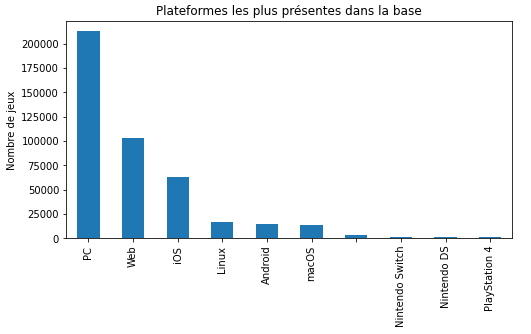 Plateformes les plus présentes dans la base
Nombre de jeux
200000
175000
150000
125000
100000
75000
50000
25000
0
PC
Web
iOS
Linux
Android
macOS
Nintendo Switch
Nintendo DS
PlayStation 4